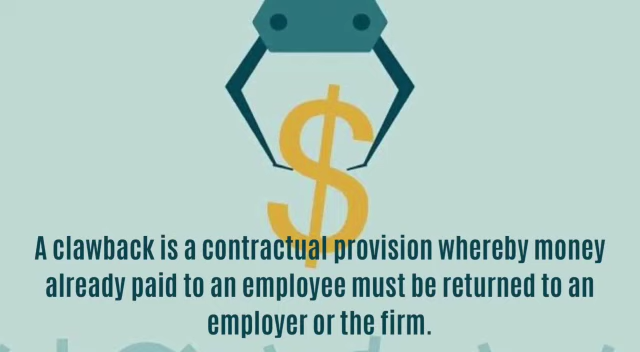 $
A clawback is a contractual provision whereby money
already paid to an employee must be returned to an
employer or the firm.